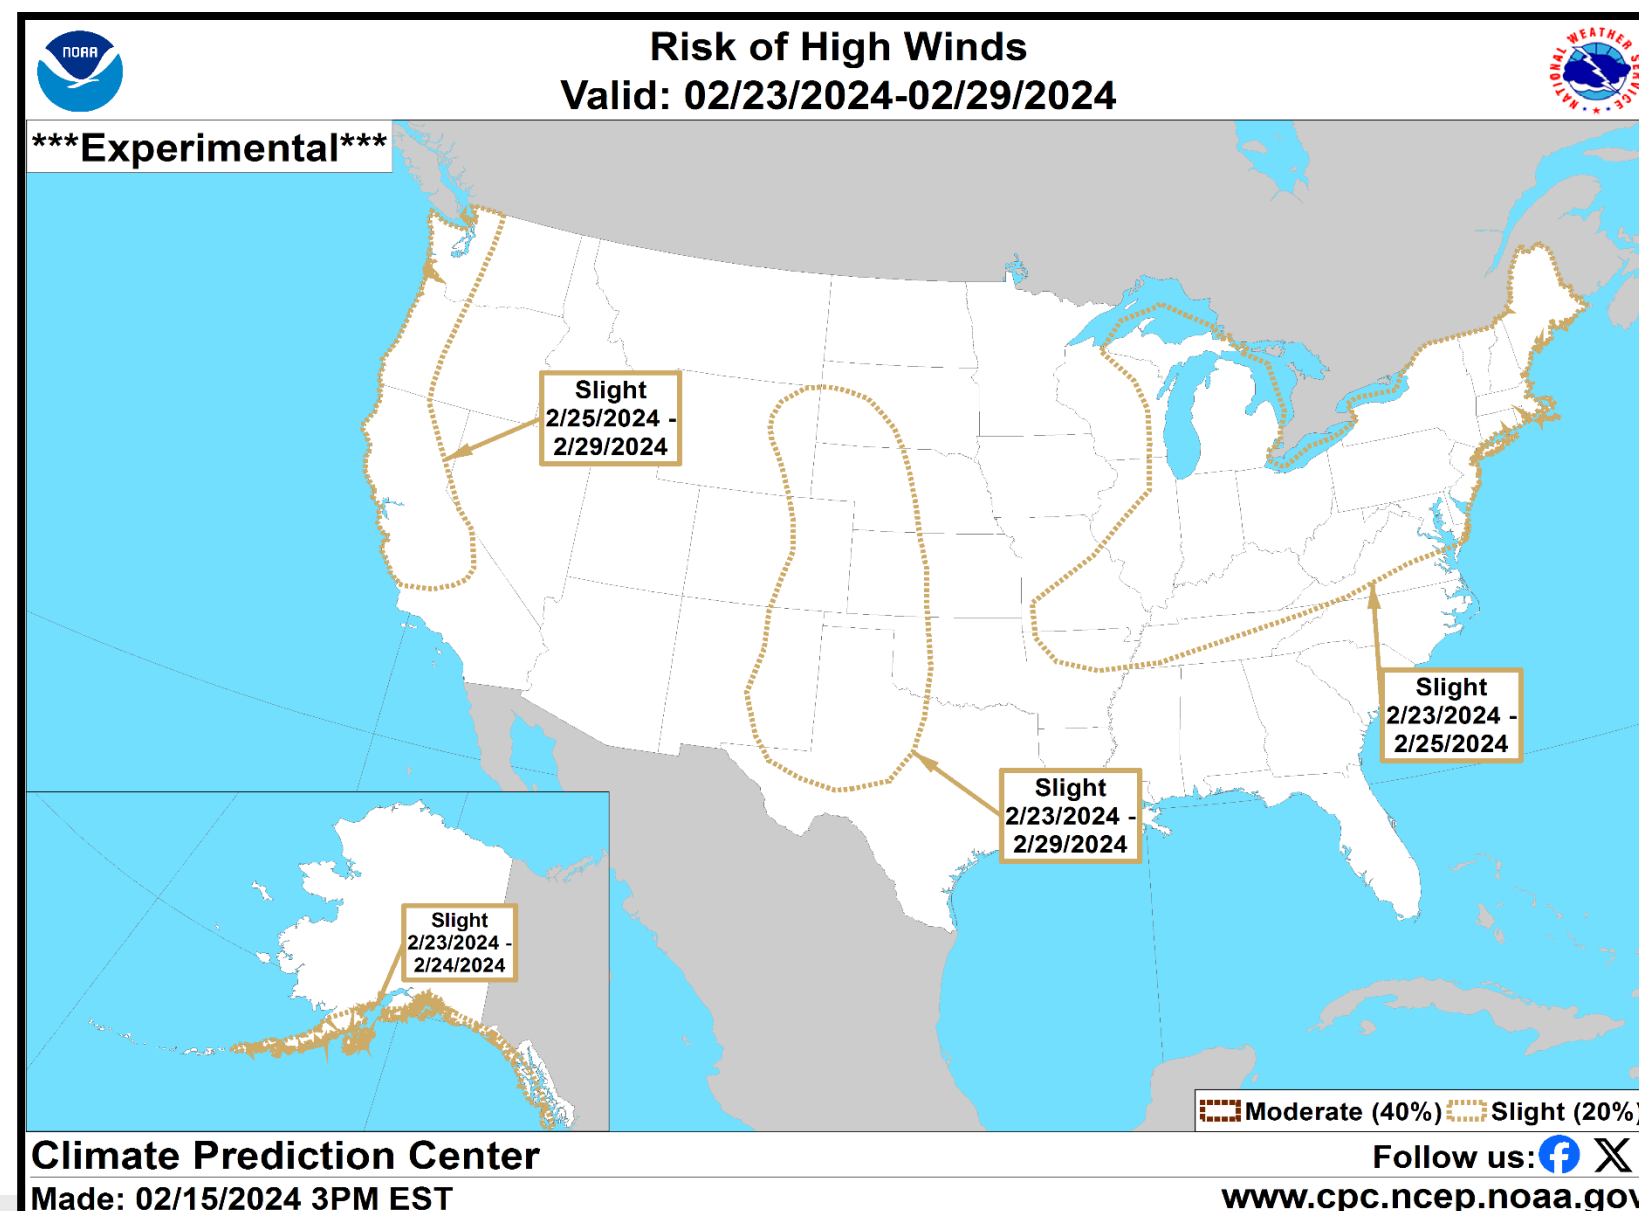 NOAA
Risk of High Winds
Valid: 02/23/2024-02/29/2024
NATIONAL WEATHER SERVICE
***Experimental***
Slight
2/25/2024 -
2/29/2024
Slight
2/23/2024 -
2/25/2024
Slight
2/23/2024 -
2/29/2024
Slight
2/23/2024 -
2/24/2024
Moderate (40%) Slight (20%)
Climate Prediction Center
Follow us:
Made: 02/15/2024 3PM EST
www.cpc.ncep.noaa.gov